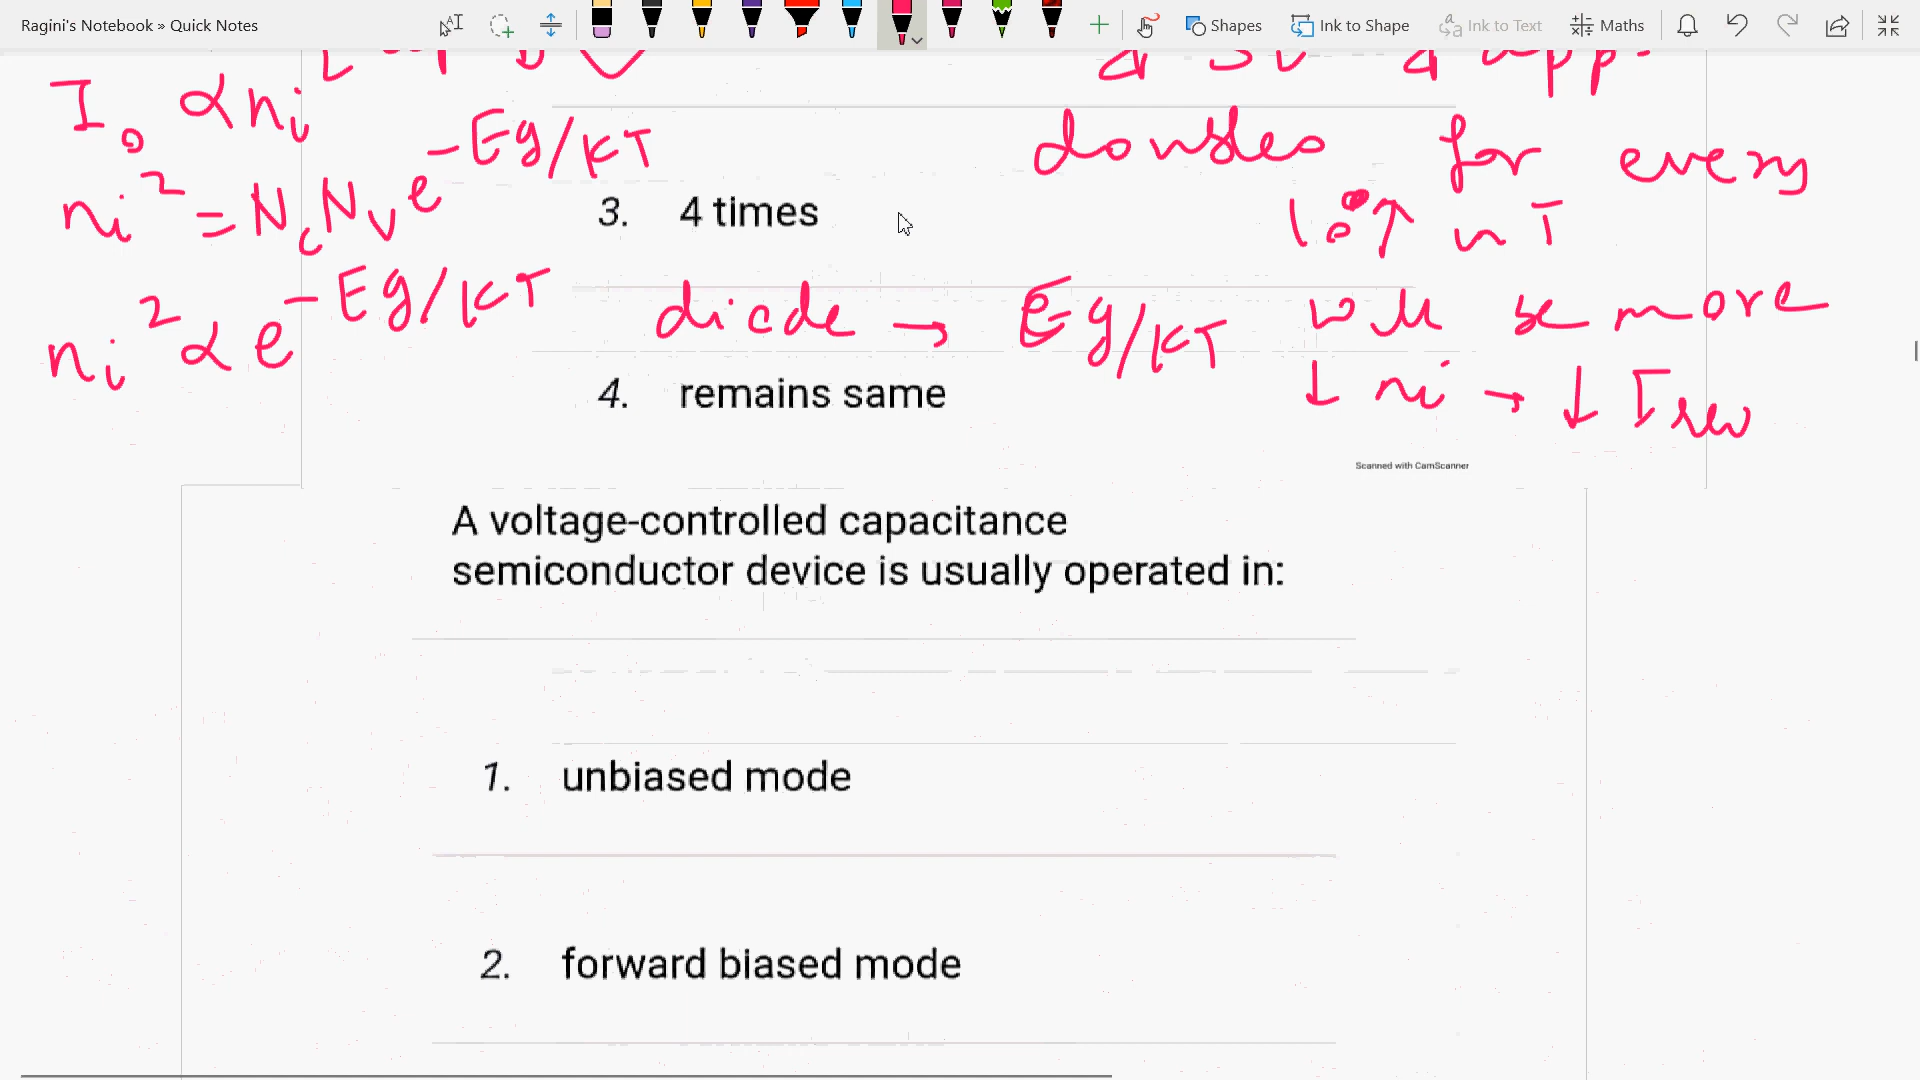 Ragini's Notebook » Quick Notes
Shapes Ink to Shape Ink to Text Maths
I₀ ∝ ni
ni² = NcNv e^-Eg/KT
ni² ∝ e^-Eg/KT
doubles for every
10°↑ in T
3. 4 times
diode → Eg/KT will be more
↓ ni → ↓ Irev
4. remains same
Scanned with CamScanner
A voltage-controlled capacitance
semiconductor device is usually operated in:
1. unbiased mode
2. forward biased mode